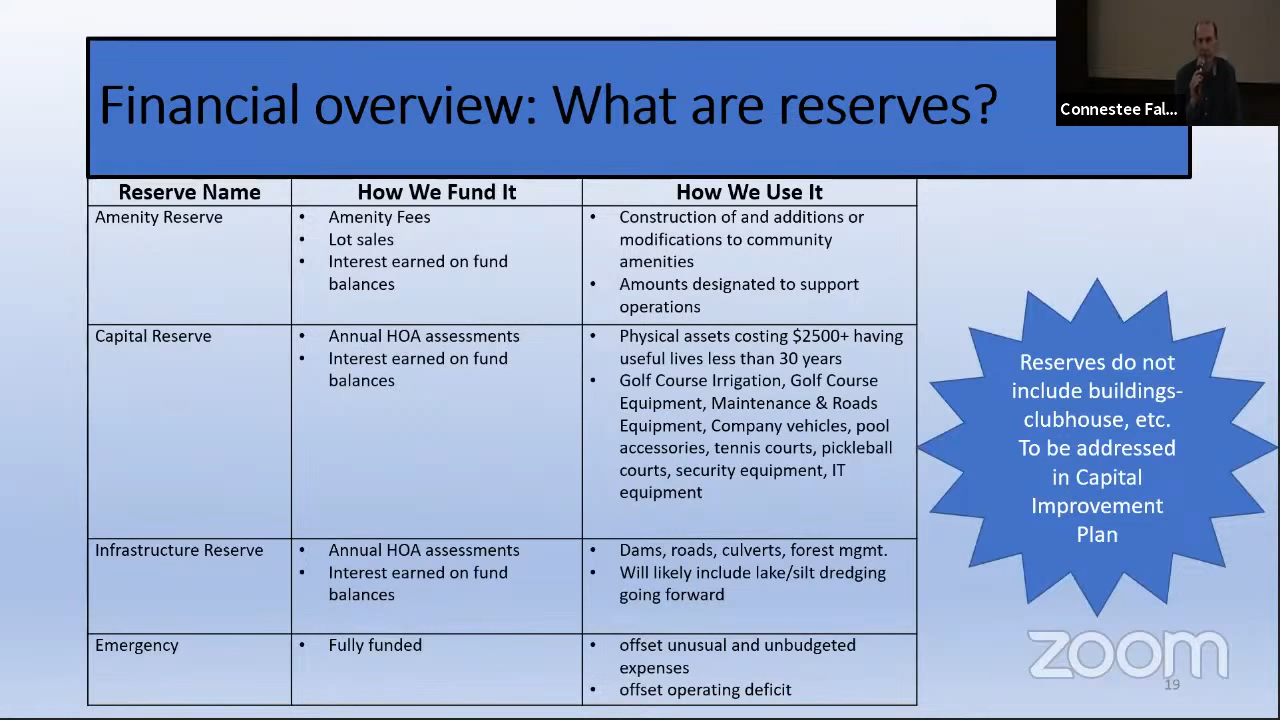 Financial overview: What are reserves?
Connestee Fal...
Reserve Name
How We Fund It
How We Use It
Amenity Reserve
• Amenity Fees
• Lot sales
• Interest earned on fund
balances
• Construction of and additions or
modifications to community
amenities
• Amounts designated to support
operations
Capital Reserve
• Annual HOA assessments
• Interest earned on fund
balances
• Physical assets costing $2500+ having
useful lives less than 30 years
• Golf Course Irrigation, Golf Course
Equipment, Maintenance & Roads
Equipment, Company vehicles, pool
accessories, tennis courts, pickleball
courts, security equipment, IT
equipment
Infrastructure Reserve
• Annual HOA assessments
• Interest earned on fund
balances
• Dams, roads, culverts, forest mgmt.
• Will likely include lake/silt dredging
going forward
Emergency
• Fully funded
• offset unusual and unbudgeted
expenses
• offset operating deficit
Reserves do not
include buildings-
clubhouse, etc.
To be addressed
in Capital
Improvement
Plan
zoom
19